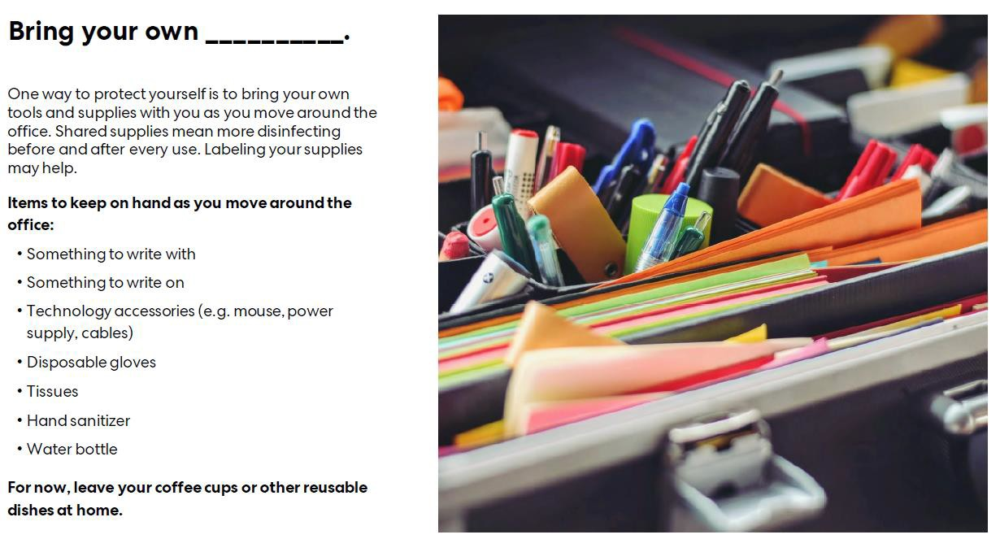 Bring your own __________.
One way to protect yourself is to bring your own
tools and supplies with you as you move around the
office. Shared supplies mean more disinfecting
before and after every use. Labeling your supplies
may help.
Items to keep on hand as you move around the
office:
• Something to write with
• Something to write on
• Technology accessories (e.g. mouse, power
supply, cables)
• Disposable gloves
• Tissues
• Hand sanitizer
• Water bottle
For now, leave your coffee cups or other reusable
dishes at home.